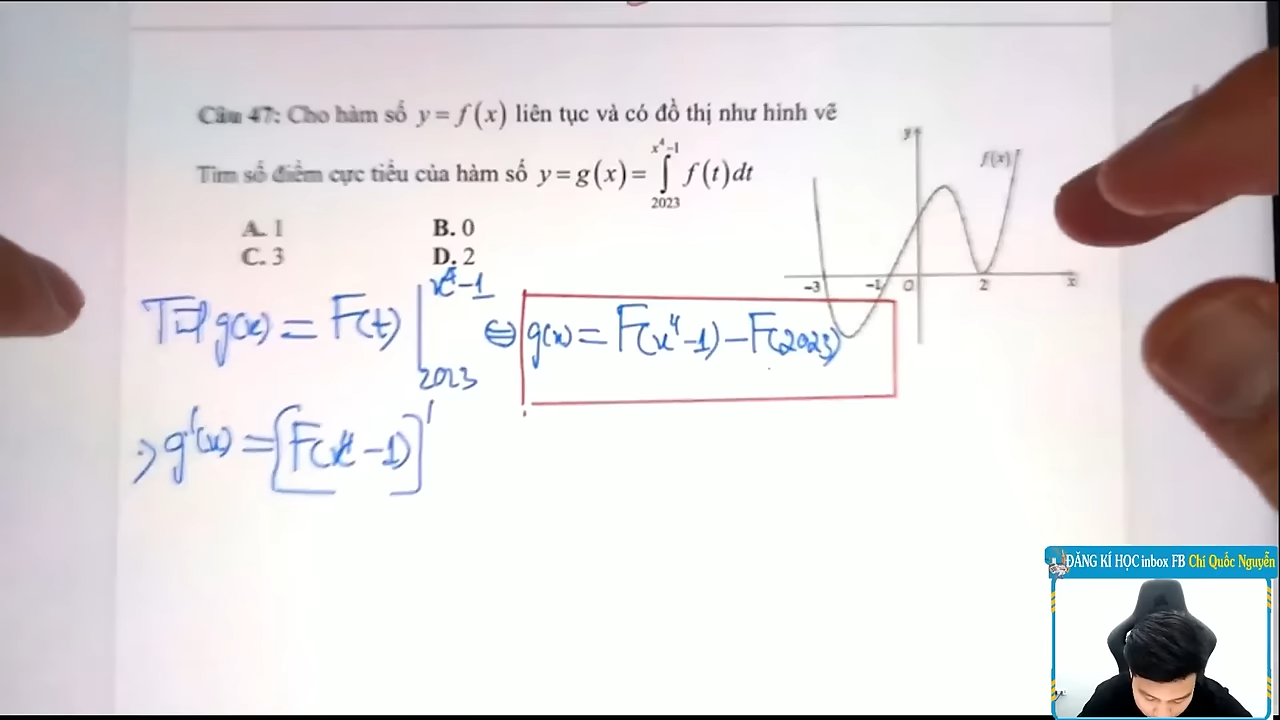 Câu 47: Cho hàm số y = f(x) liên tục và có đồ thị như hình vẽ
Tìm số điểm cực tiểu của hàm số y = g(x) = ∫_{2023}^{x⁴-1} f(t)dt
A. 1 B. 0
C. 3 D. 2
y
f(x)
-3 -1 O 2 x
g(x) = F(t) |_{2023}^{x⁴-1} ⇔ g(x) = F(x⁴-1) - F(2023)
⇒ g'(x) = [F(x⁴-1)]'
ĐĂNG KÍ HỌC inbox FB Chí Quốc Nguyễn